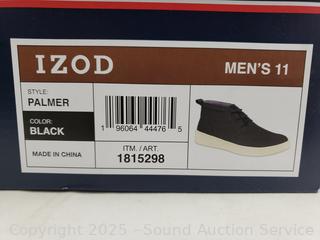 IZOD
MEN'S 11
STYLE:
PALMER
COLOR:
BLACK
MADE IN CHINA
1 96064 44476 5
ITM. / ART.
1815298
Copyright 2025 - Sound Auction Service